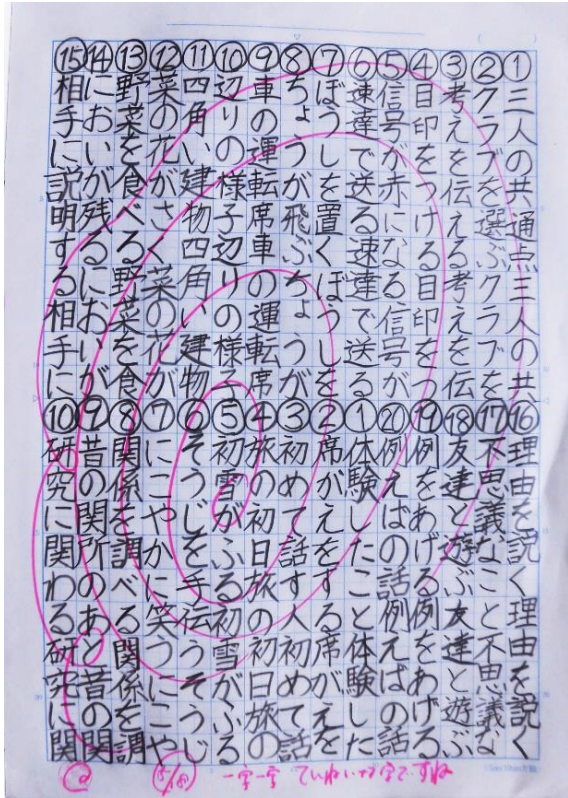 ①三人の共通点三人の共
②クラブを選ぶクラブを
③考えを伝える考えを伝
④目印をつける目印をつ
⑤信号が赤になる信号が
⑥速達で送る速達で送る
⑦ぼうしを置くぼうしを
⑧ちょうが飛ぶちょうが
⑨車の運転席車の運転席
⑩辺りの様子辺りの様子
⑪四角い建物四角い建物
⑫菜の花がさく菜の花が
⑬野菜を食べる野菜を食
⑭においが残るにおいが
⑮相手に説明する相手に
⑯理由を説く理由を説く
⑰不思議なこと不思議な
⑱友達と遊ぶ友達と遊ぶ
⑲例をあげる例をあげる
⑳例えばの話例えばの話
①体験したこと体験した
②席がえをする席がえを
③初めて話す人初めて話
④旅の初日旅の初日旅の
⑤初雪がふる初雪がふる
⑥そうじを手伝うそうじ
⑦にこやかに笑うにこや
⑧関係を調べる関係を調
⑨昔の関所のあと昔の関
⑩研究に関わる研究に関
一字一字 ていねいな字ですね